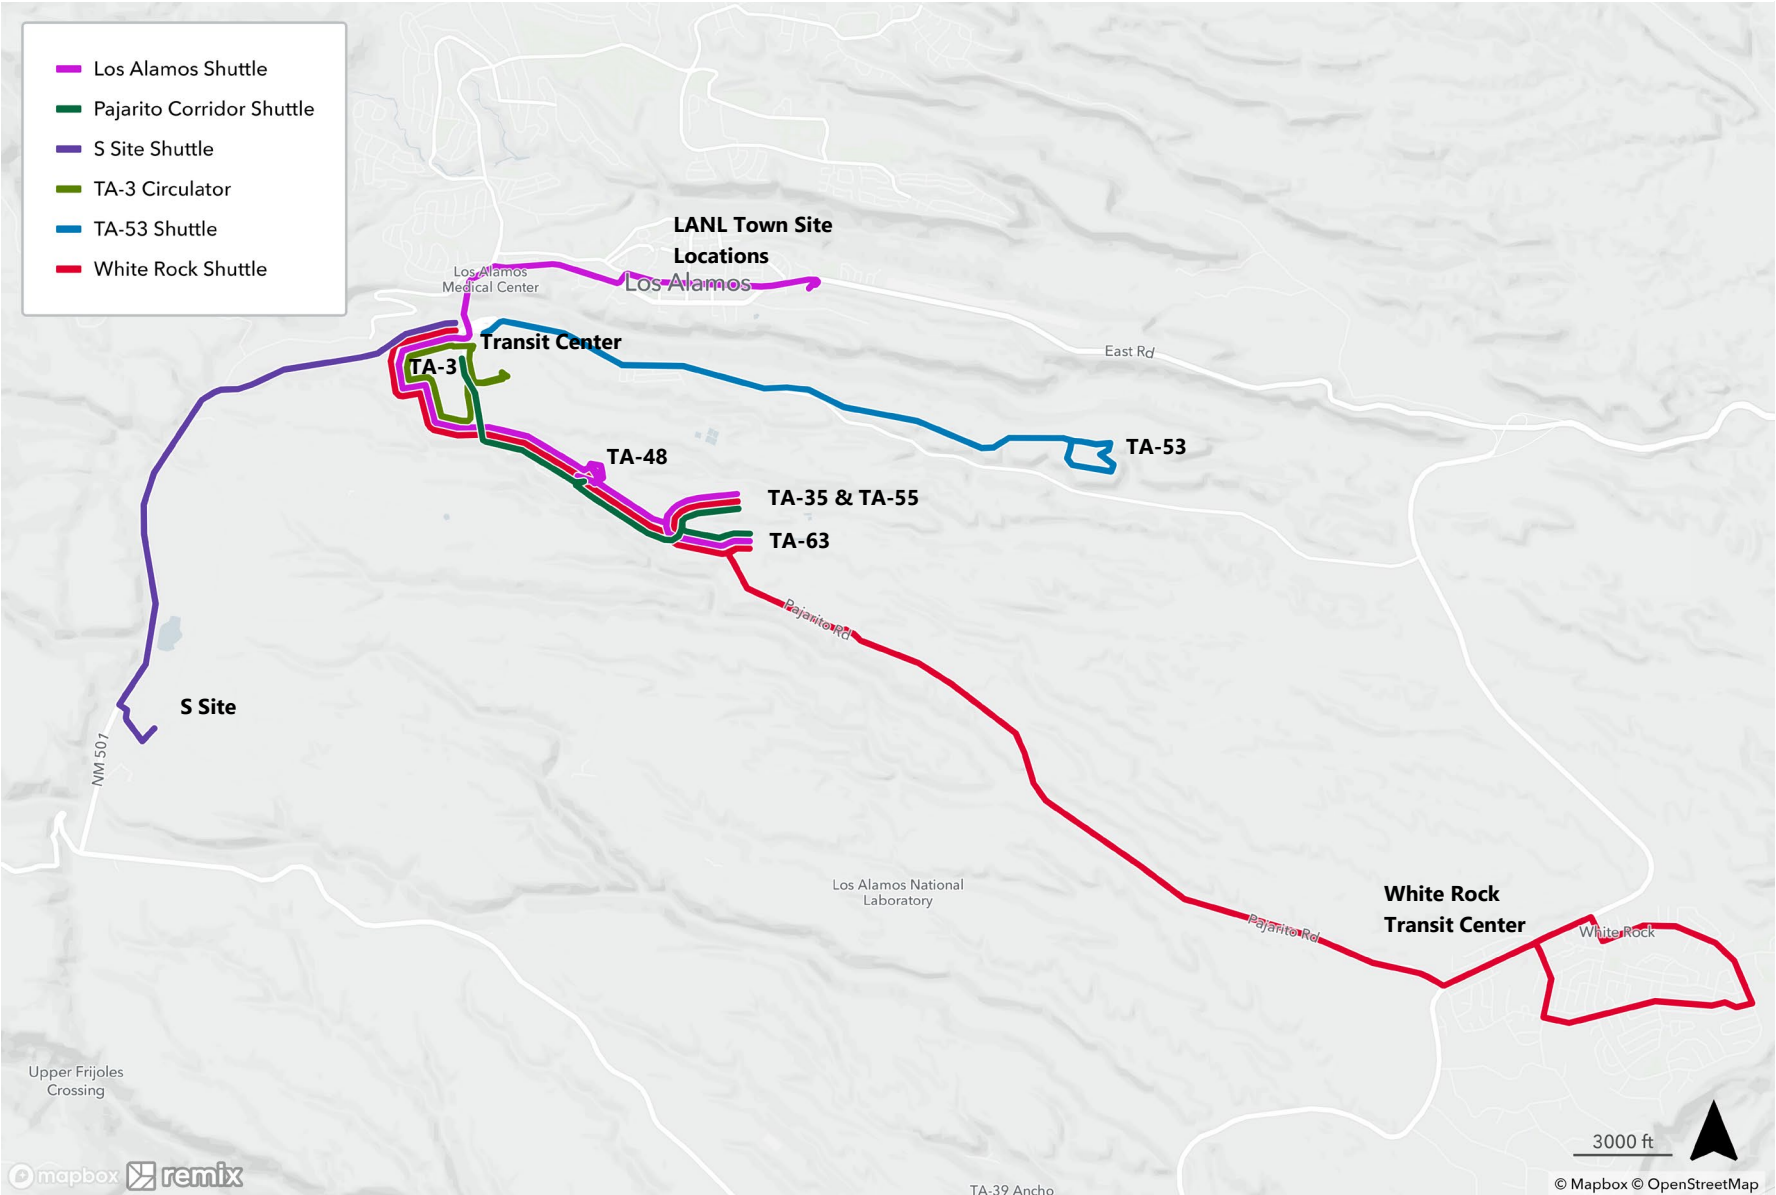 Los Alamos Shuttle
Pajarito Corridor Shuttle
S Site Shuttle
TA-3 Circulator
TA-53 Shuttle
White Rock Shuttle
LANL Town Site
Locations
Los Alamos
Medical Center
Los Alamos
Transit Center
TA-3
East Rd
TA-53
TA-48
TA-35 & TA-55
TA-63
Pajarito Rd
S Site
NM 501
Los Alamos National
Laboratory
White Rock
Transit Center
Pajarito Rd
White Rock
Upper Frijoles
Crossing
3000 ft
mapbox
remix
TA-39 Ancho
© Mapbox © OpenStreetMap